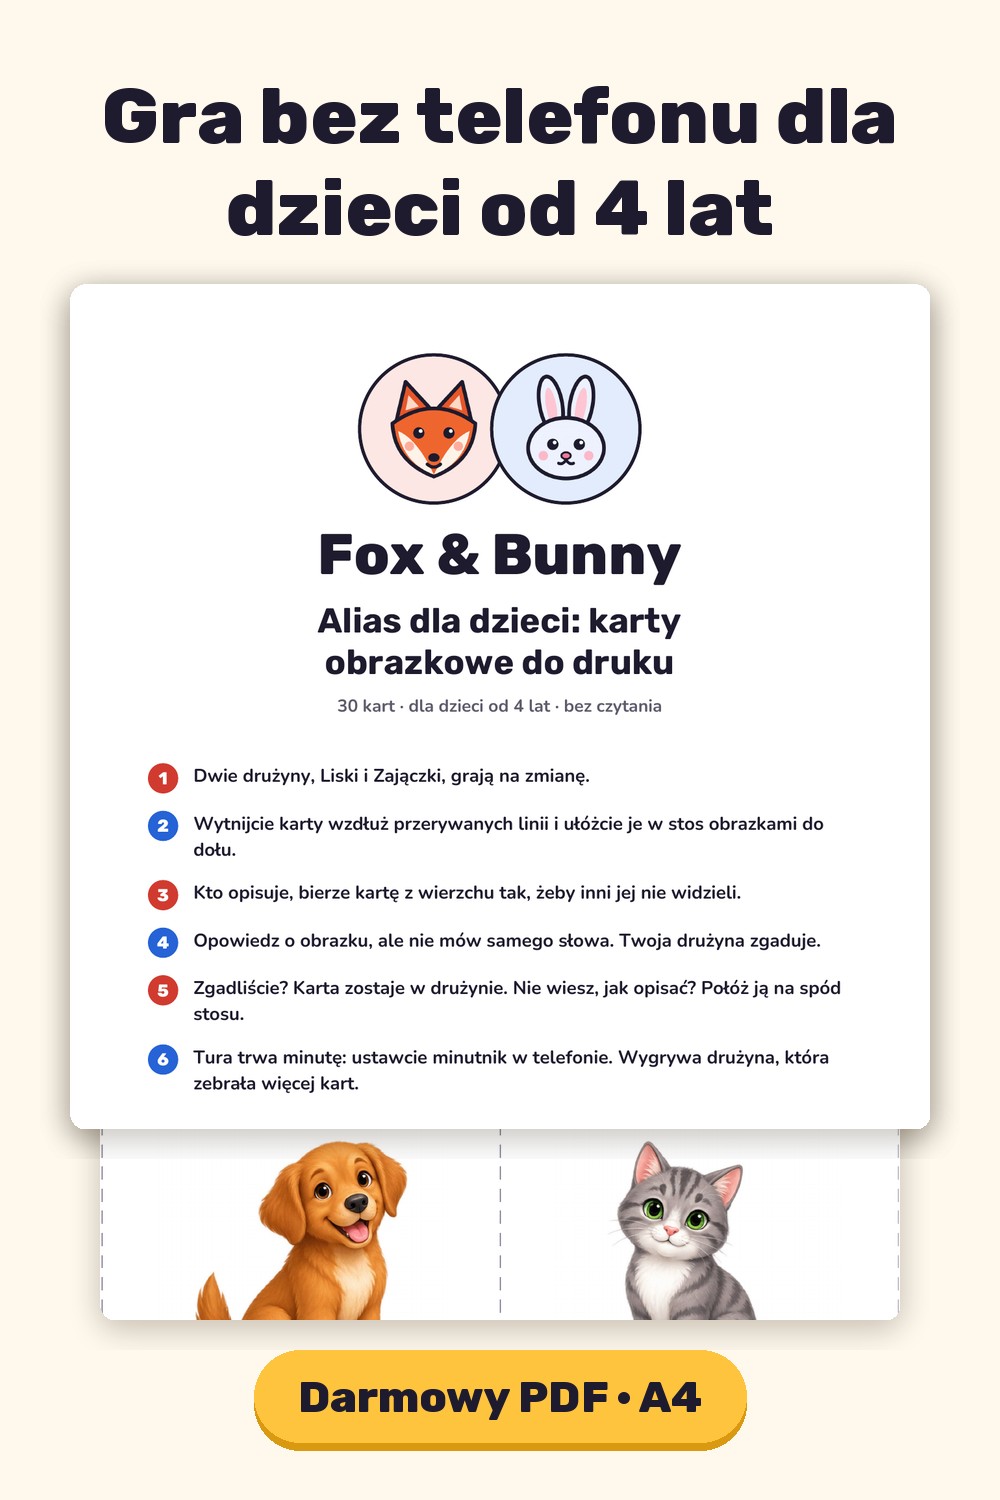 Gra bez telefonu dla
dzieci od 4 lat
Fox & Bunny
Alias dla dzieci: karty
obrazkowe do druku
30 kart · dla dzieci od 4 lat · bez czytania
1 Dwie drużyny, Liski i Zajączki, grają na zmianę.
2 Wytnijcie karty wzdłuż przerywanych linii i ułóżcie je w stos obrazkami do
dołu.
3 Kto opisuje, bierze kartę z wierzchu tak, żeby inni jej nie widzieli.
4 Opowiedz o obrazku, ale nie mów samego słowa. Twoja drużyna zgaduje.
5 Zgadliście? Karta zostaje w drużynie. Nie wiesz, jak opisać? Połóż ją na spód
stosu.
6 Tura trwa minutę: ustawcie minutnik w telefonie. Wygrywa drużyna, która
zebrała więcej kart.
Darmowy PDF • A4